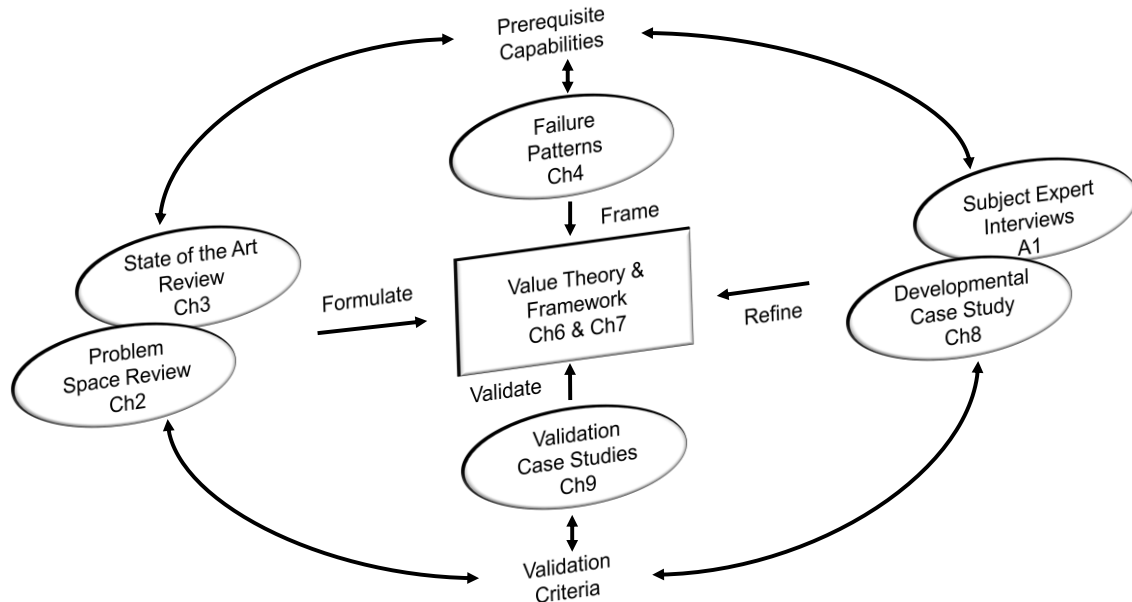 Prerequisite
Capabilities
Failure
Patterns
Ch4
Frame
Subject Expert
Interviews
A1
State of the Art
Review
Ch3
Formulate
Value Theory &
Framework
Ch6 & Ch7
Refine
Developmental
Case Study
Ch8
Problem
Space Review
Ch2
Validate
Validation
Case Studies
Ch9
Validation
Criteria